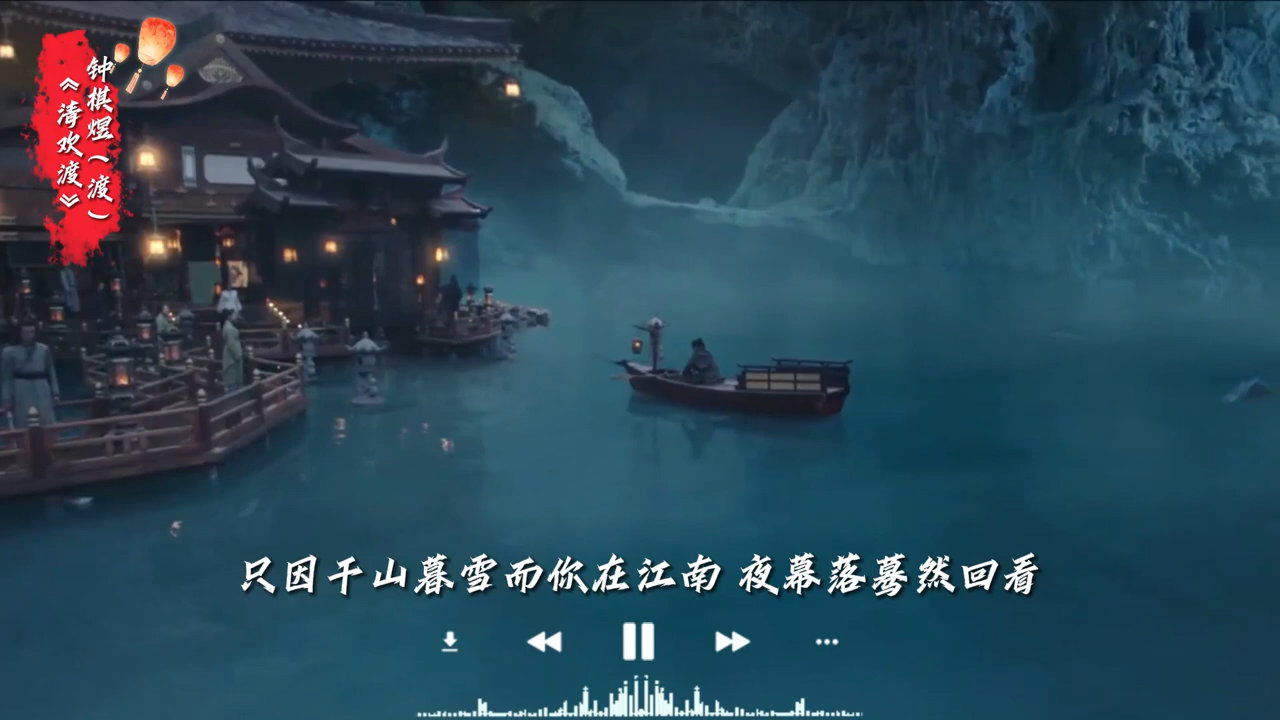 钟棋煜（渡）
《涛欢渡》
只因千山暮雪而你在江南 夜幕落蓦然回看